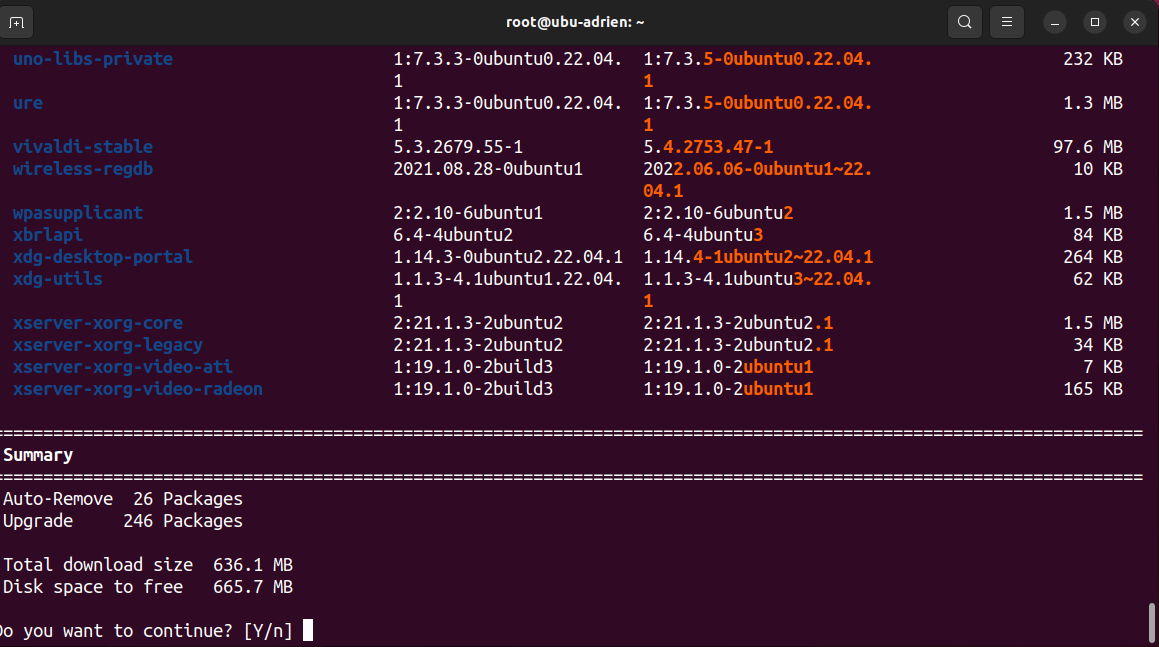 root@ubu-adrien: ~
uno-libs-private 1:7.3.3-0ubuntu0.22.04. 1:7.3.5-0ubuntu0.22.04. 232 KB
1 1
ure 1:7.3.3-0ubuntu0.22.04. 1:7.3.5-0ubuntu0.22.04. 1.3 MB
1 1
vivaldi-stable 5.3.2679.55-1 5.4.2753.47-1 97.6 MB
wireless-regdb 2021.08.28-0ubuntu1 2022.06.06-0ubuntu1~22. 10 KB
04.1
wpasupplicant 2:2.10-6ubuntu1 2:2.10-6ubuntu2 1.5 MB
xbrlapi 6.4-4ubuntu2 6.4-4ubuntu3 84 KB
xdg-desktop-portal 1.14.3-0ubuntu2.22.04.1 1.14.4-1ubuntu2~22.04.1 264 KB
xdg-utils 1.1.3-4.1ubuntu1.22.04. 1.1.3-4.1ubuntu3~22.04. 62 KB
1 1
xserver-xorg-core 2:21.1.3-2ubuntu2 2:21.1.3-2ubuntu2.1 1.5 MB
xserver-xorg-legacy 2:21.1.3-2ubuntu2 2:21.1.3-2ubuntu2.1 34 KB
xserver-xorg-video-ati 1:19.1.0-2build3 1:19.1.0-2ubuntu1 7 KB
xserver-xorg-video-radeon 1:19.1.0-2build3 1:19.1.0-2ubuntu1 165 KB
==================================================================================================================
Summary
==================================================================================================================
Auto-Remove 26 Packages
Upgrade 246 Packages
Total download size 636.1 MB
Disk space to free 665.7 MB
Do you want to continue? [Y/n]